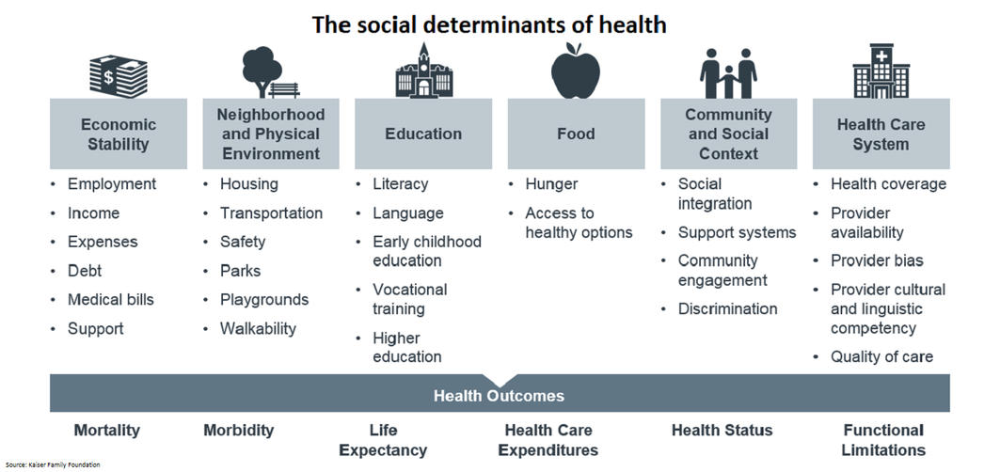 The social determinants of health
$
Economic
Stability
Neighborhood
and Physical
Environment
Education
Food
Community
and Social
Context
Health Care
System
• Employment
• Income
• Expenses
• Debt
• Medical bills
• Support
• Housing
• Transportation
• Safety
• Parks
• Playgrounds
• Walkability
• Literacy
• Language
• Early childhood
education
• Vocational
training
• Higher
education
• Hunger
• Access to
healthy options
• Social
integration
• Support systems
• Community
engagement
• Discrimination
• Health coverage
• Provider
availability
• Provider bias
• Provider cultural
and linguistic
competency
• Quality of care
Health Outcomes
Mortality
Morbidity
Life
Expectancy
Health Care
Expenditures
Health Status
Functional
Limitations
Source: Kaiser Family Foundation